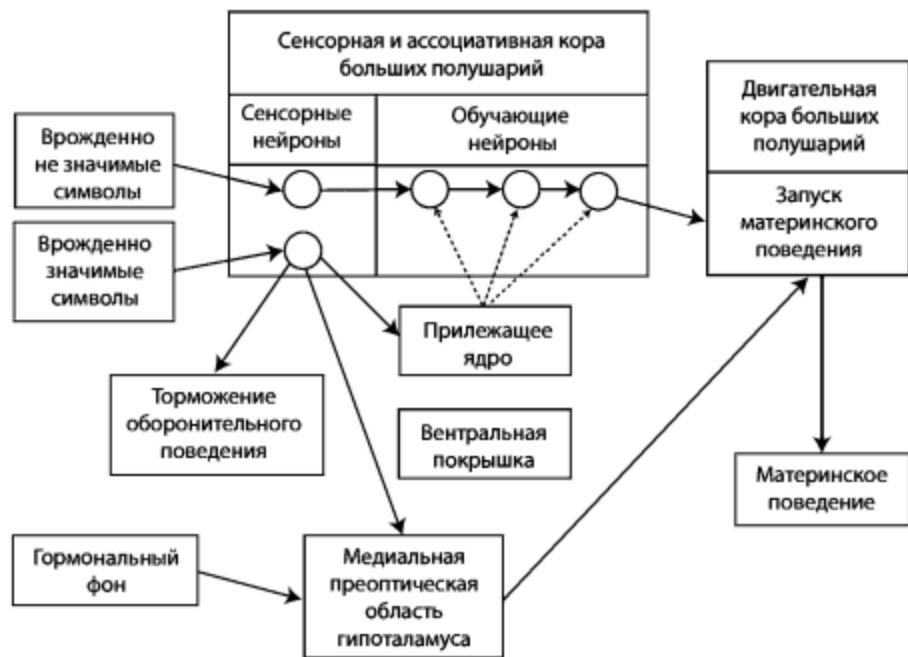 Сенсорная и ассоциативная кора
больших полушарий
Сенсорные
нейроны
Обучающие
нейроны
Двигательная
кора больших
полушарий
Запуск
материнского
поведения
Врожденно
не значимые
символы
Врожденно
значимые
символы
Прилежащее
ядро
Торможение
оборонительного
поведения
Вентральная
покрышка
Материнское
поведение
Гормональный
фон
Медиальная
преоптическая
область
гипоталамуса